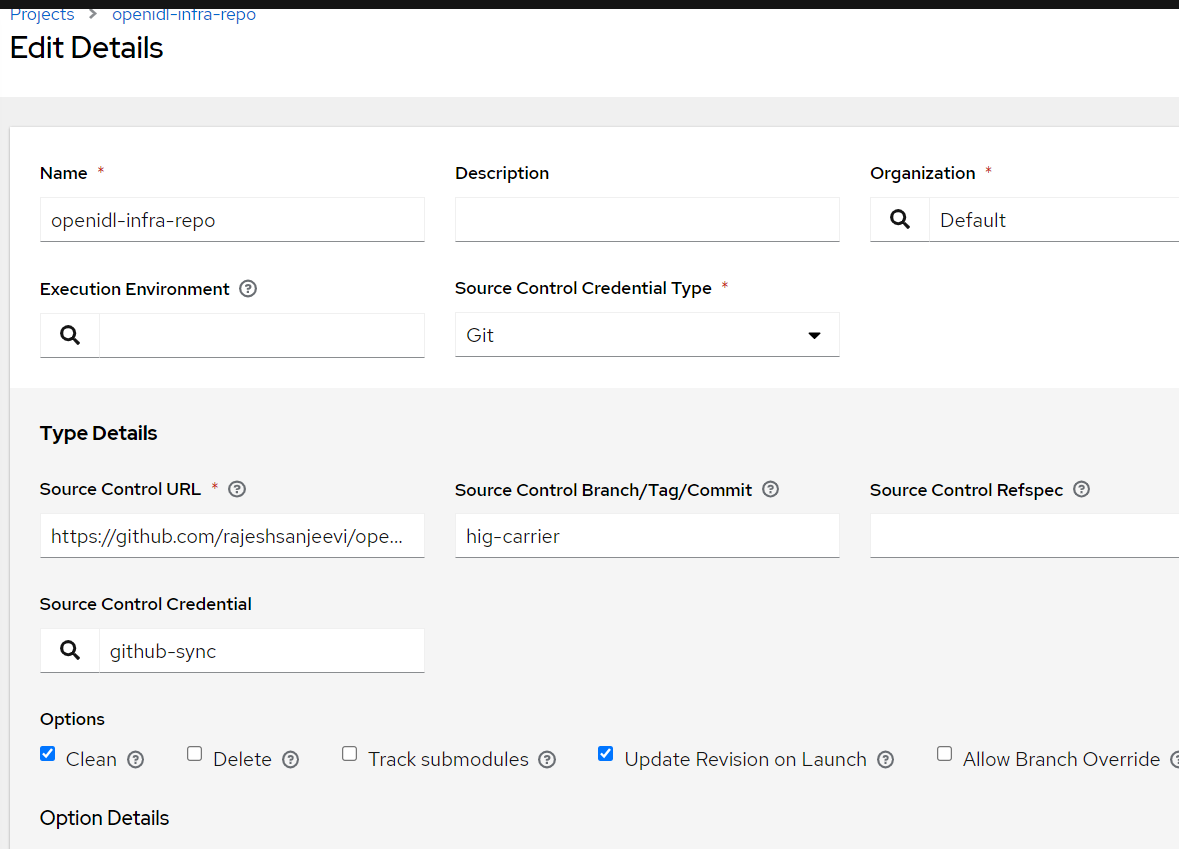 Projects > openidl-infra-repo
Edit Details
Name * Description Organization *
openidl-infra-repo Default
Execution Environment Source Control Credential Type *
Git
Type Details
Source Control URL * Source Control Branch/Tag/Commit Source Control Refspec
https://github.com/rajeshsanjeevi/ope... hig-carrier
Source Control Credential
github-sync
Options
Clean Delete Track submodules Update Revision on Launch Allow Branch Override
Option Details